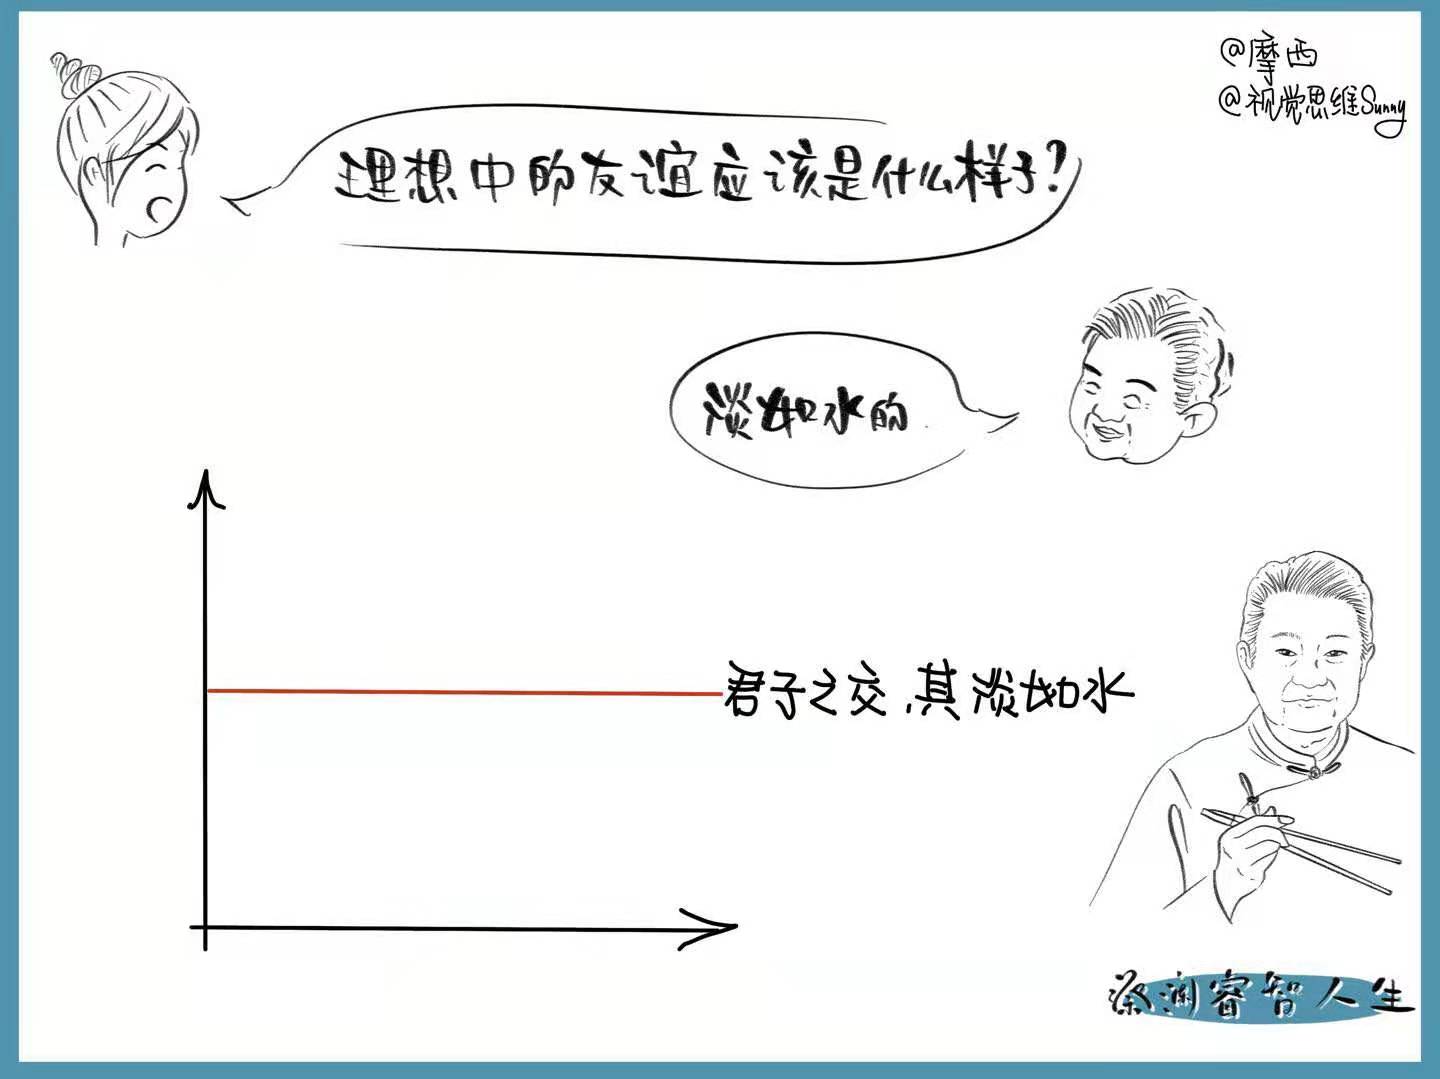 @摩西
@视觉思维Sunny
理想中的友谊应该是什么样子?
淡如水的
君子之交,其淡如水
蔡澜睿智人生